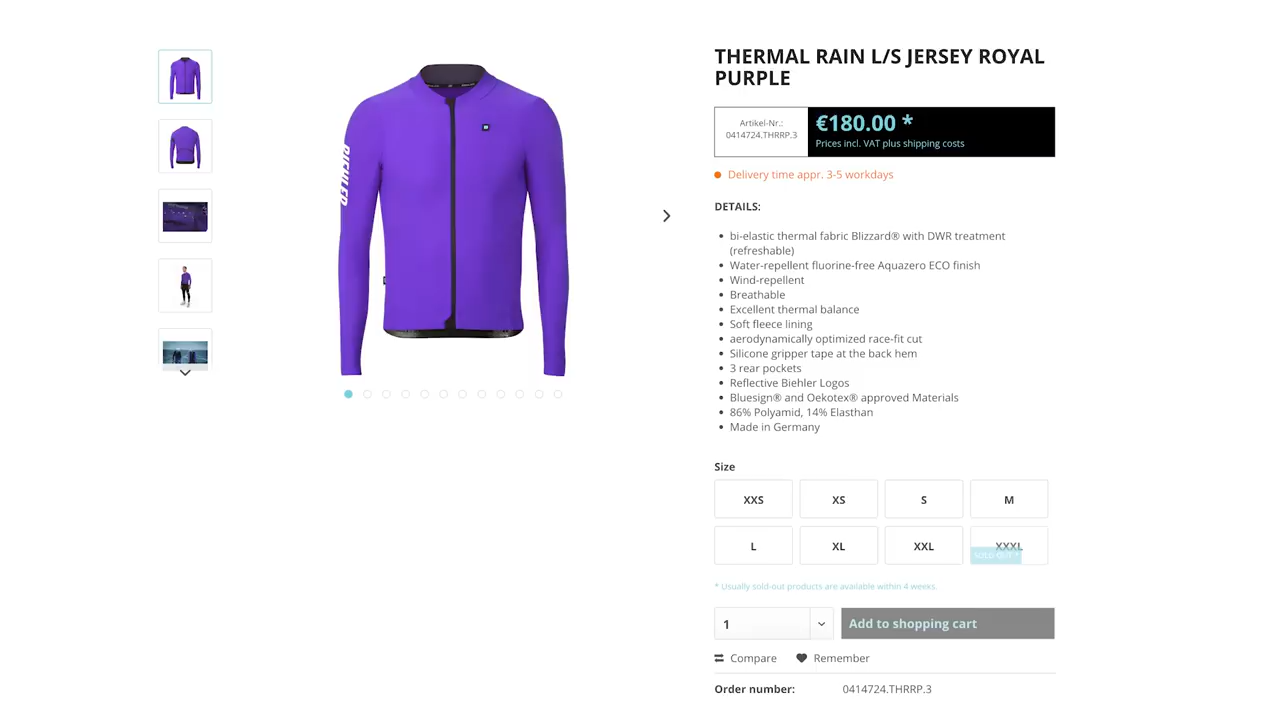 THERMAL RAIN L/S JERSEY ROYAL
PURPLE
Artikel-Nr.:
0414724.THRRP.3
€180.00 *
Prices incl. VAT plus shipping costs
Delivery time appr. 3-5 workdays
DETAILS:
bi-elastic thermal fabric Blizzard® with DWR treatment
(refreshable)
Water-repellent fluorine-free Aquazero ECO finish
Wind-repellent
Breathable
Excellent thermal balance
Soft fleece lining
aerodynamically optimized race-fit cut
Silicone gripper tape at the back hem
3 rear pockets
Reflective Biehler Logos
Bluesign® and Oekotex® approved Materials
86% Polyamid, 14% Elasthan
Made in Germany
Size
XXS XS S M
L XL XXL XXXL
SOLD OUT *
* Usually sold-out products are available within 4 weeks.
1 Add to shopping cart
Compare Remember
Order number: 0414724.THRRP.3